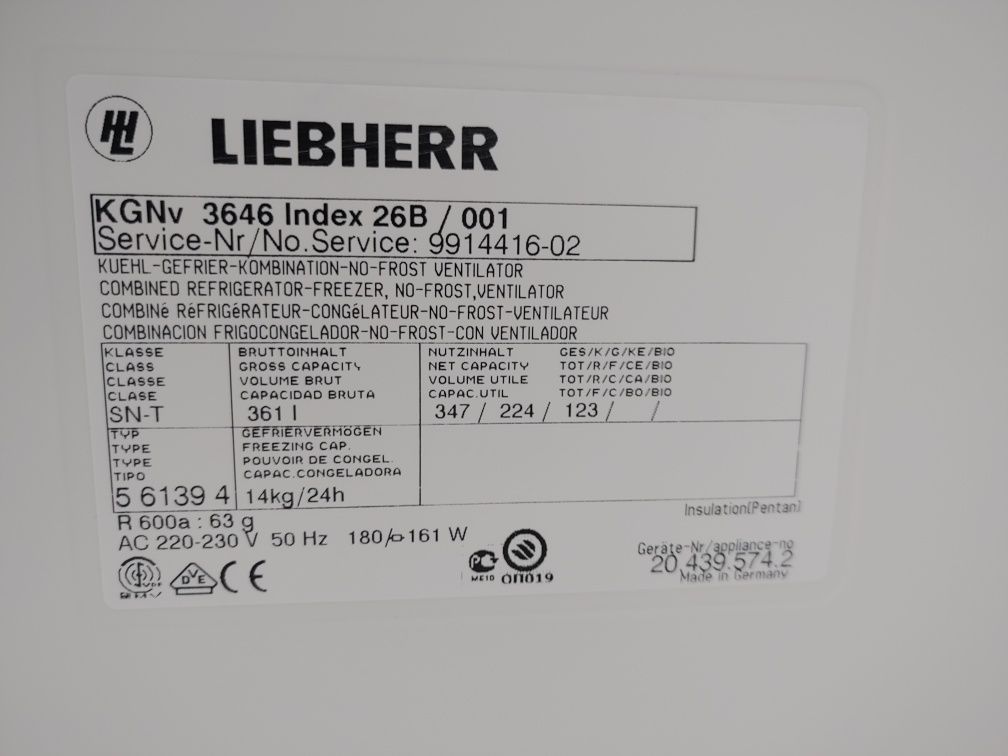 LIEBHERR
KGNv 3646 Index 26B / 001
Service-Nr/No.Service: 9914416-02
KUEHL-GEFRIER-KOMBINATION-NO-FROST VENTILATOR
COMBINED REFRIGERATOR-FREEZER, NO-FROST,VENTILATOR
COMBINé RéFRIGéRATEUR-CONGéLATEUR-NO-FROST-VENTILATEUR
COMBINACION FRIGOCONGELADOR-NO-FROST-CON VENTILADOR
KLASSE BRUTTOINHALT NUTZINHALT GES/K/G/KE/BIO
CLASS GROSS CAPACITY NET CAPACITY TOT/R/F/CE/BIO
CLASSE VOLUME BRUT VOLUME UTILE TOT/R/C/CA/BIO
CLASE CAPACIDAD BRUTA CAPAC.UTIL TOT/F/C/BO/BIO
SN-T 361 l 347 / 224 / 123 / /
TYP GEFRIERVERMÖGEN
TYPE FREEZING CAP.
TYPE POUVOIR DE CONGEL.
TIPO CAPAC.CONGELADORA
5 6139 4 14kg/24h
R 600a : 63 g
Insulation(Pentan)
AC 220-230 V 50 Hz 180/⌭161 W
Geräte-Nr/appliance-no
20.439.574.2
Made in Germany
DVE CE
МЕ10 ОП019